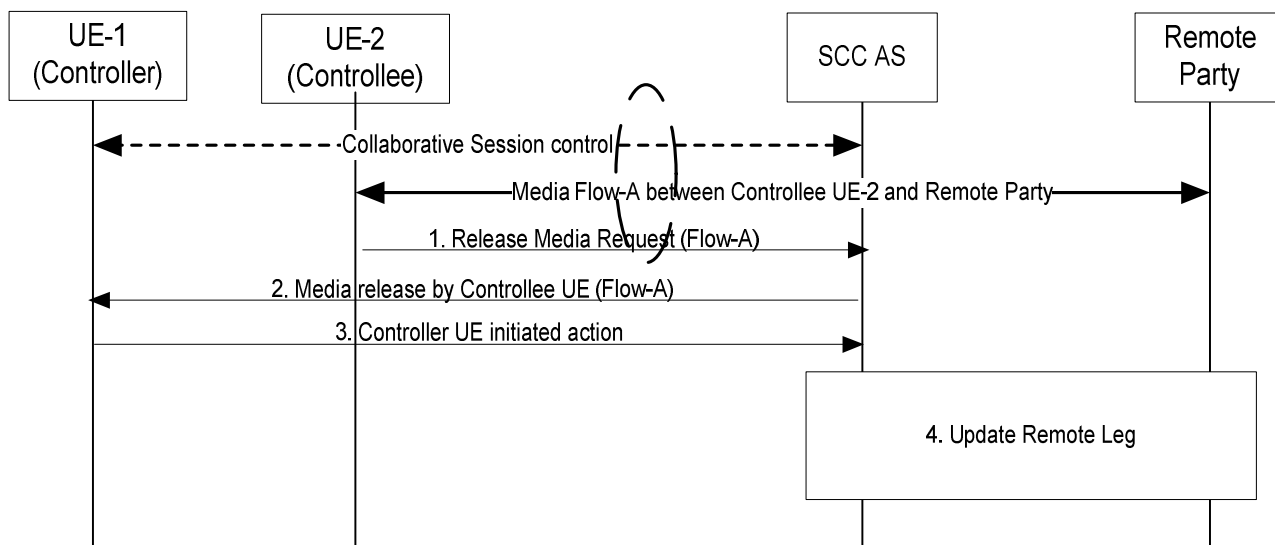 UE-1
(Controller)
UE-2
(Controllee)
SCC AS
Remote
Party
Collaborative Session control
Media Flow-A between Controllee UE-2 and Remote Party
1. Release Media Request (Flow-A)
2. Media release by Controllee UE (Flow-A)
3. Controller UE initiated action
4. Update Remote Leg